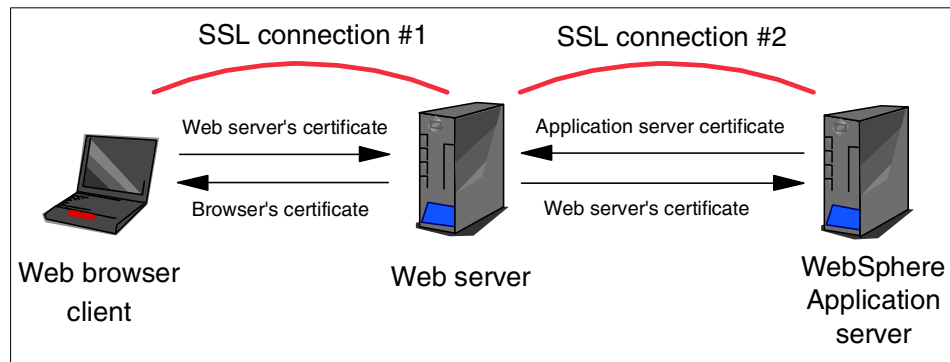 SSL connection #1
SSL connection #2
Web server's certificate
Application server certificate
Browser's certificate
Web server's certificate
Web browser
client
Web server
WebSphere
Application
server